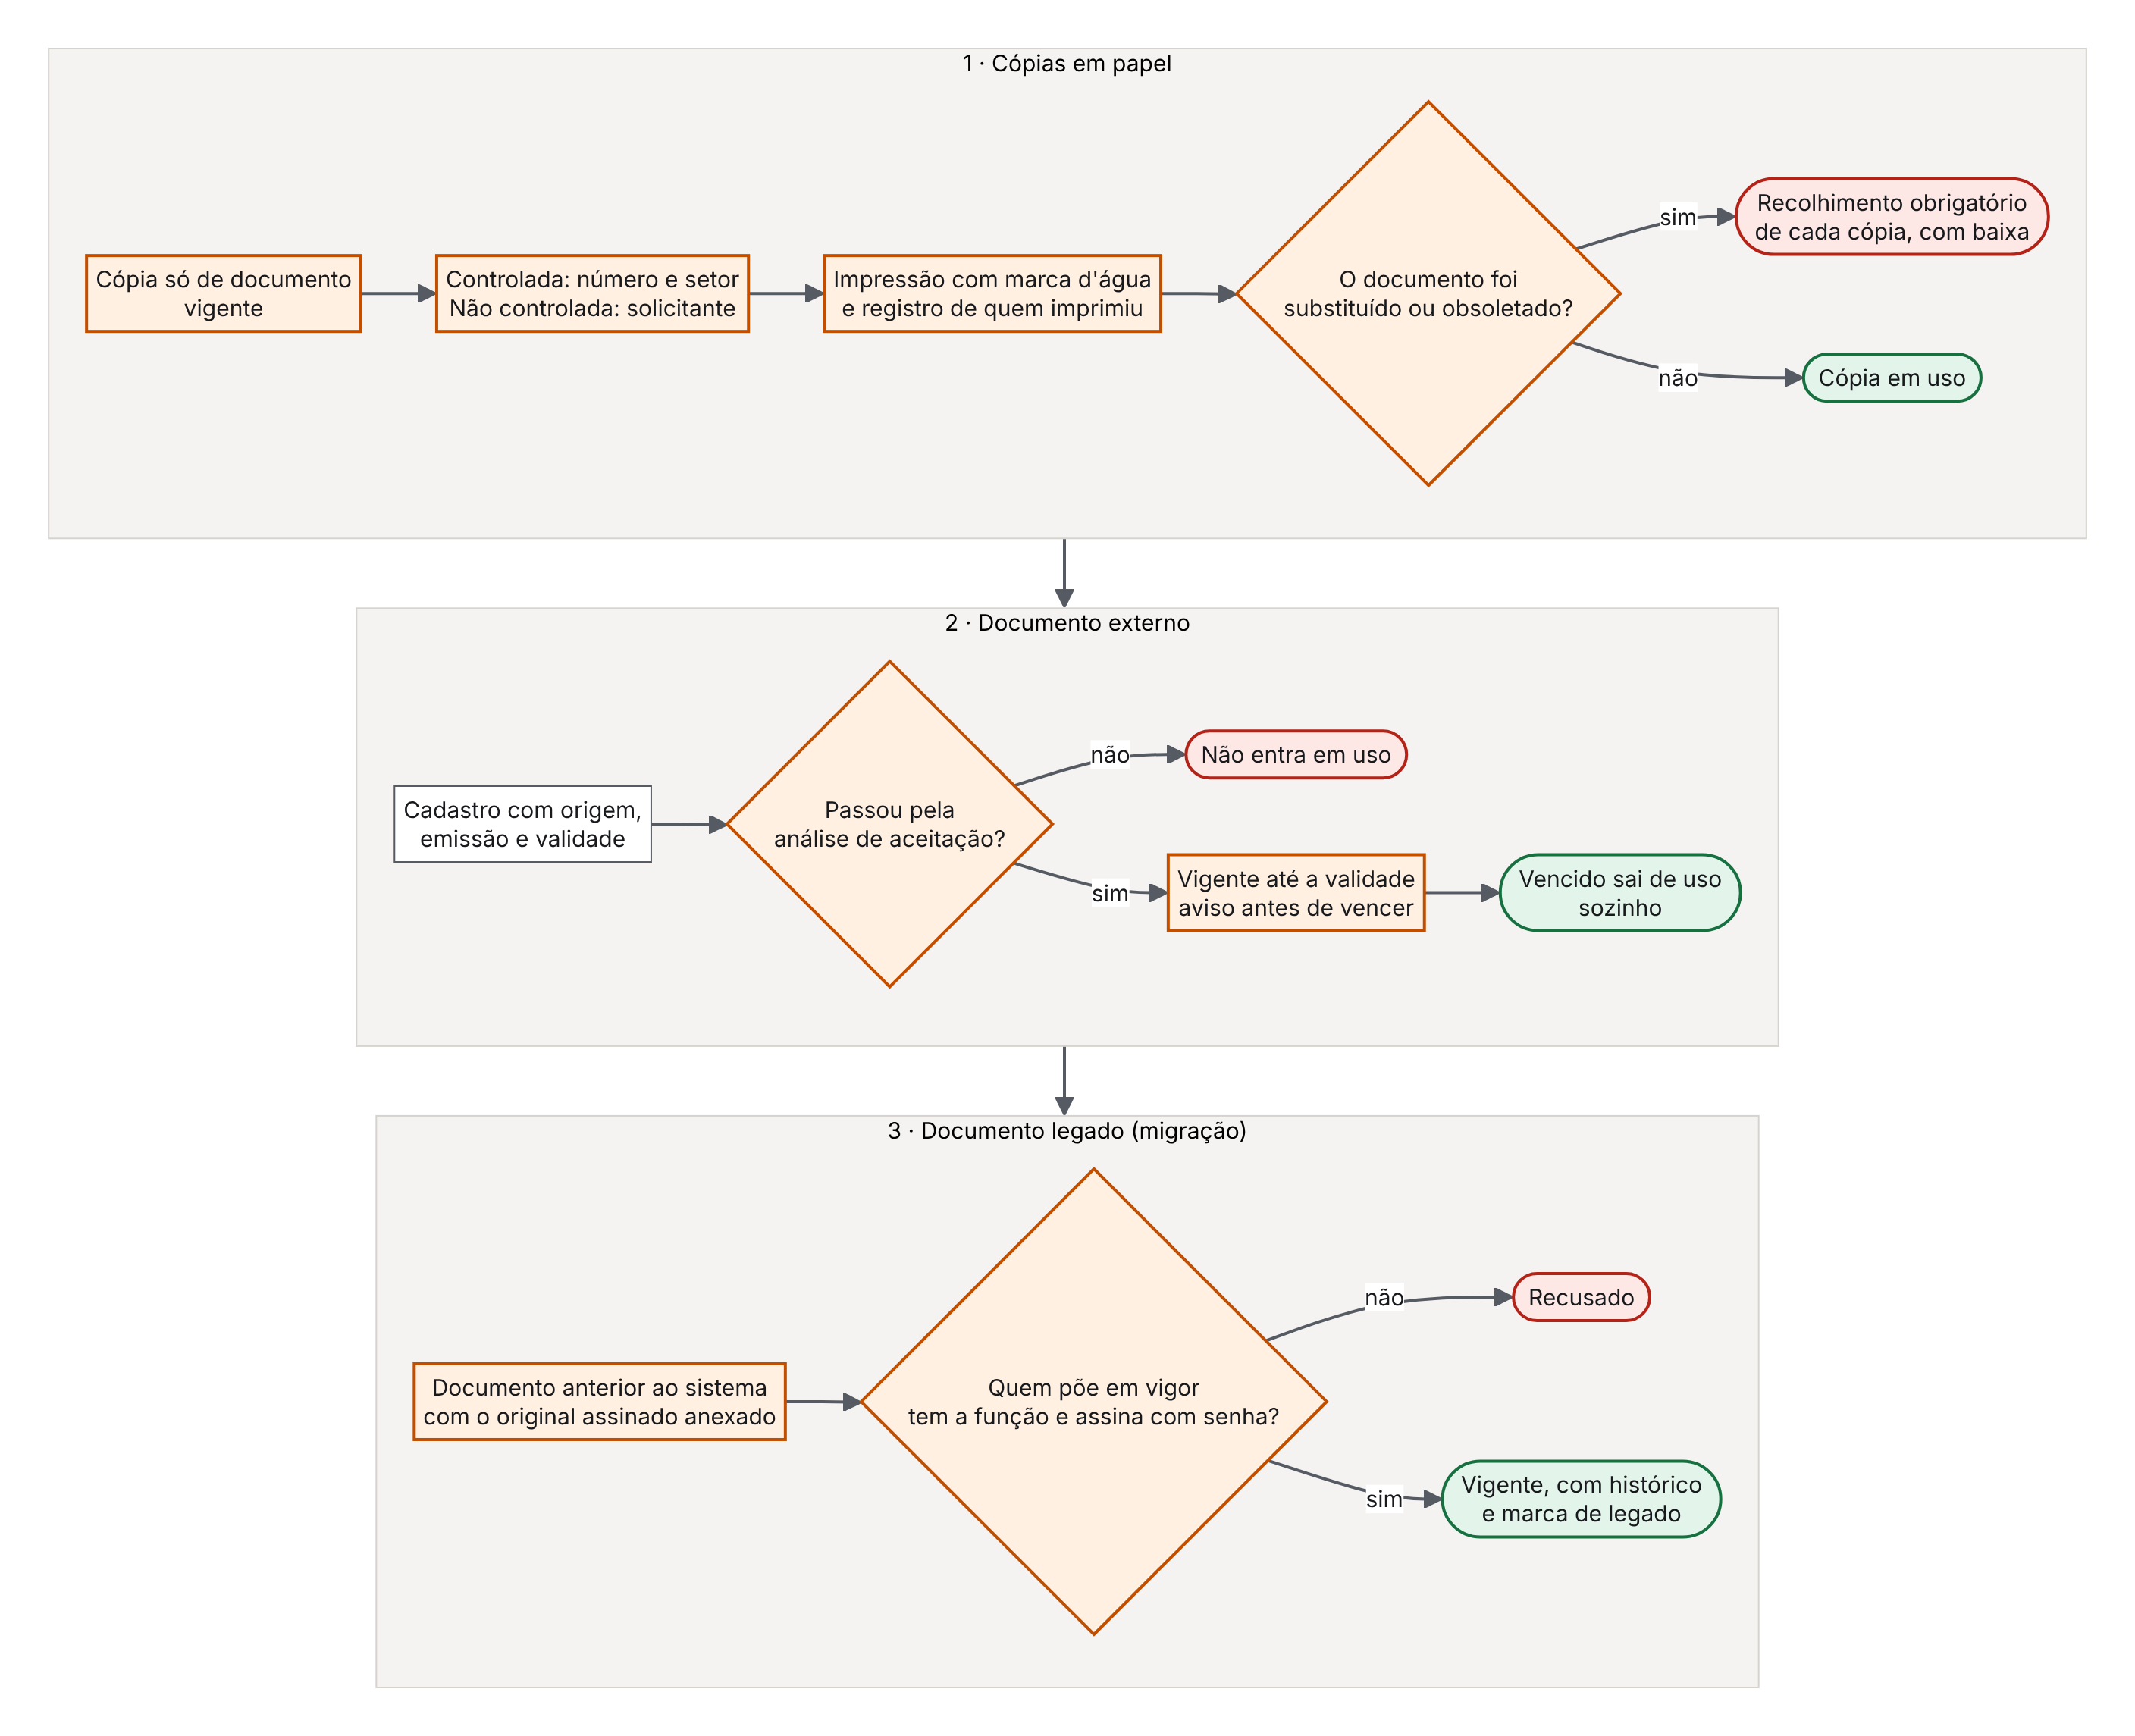 1 · Cópias em papel
Cópia só de documento
vigente
Controlada: número e setor
Não controlada: solicitante
Impressão com marca d'água
e registro de quem imprimiu
O documento foi
substituído ou obsoletado?
sim
Recolhimento obrigatório
de cada cópia, com baixa
não
Cópia em uso
2 · Documento externo
Cadastro com origem,
emissão e validade
Passou pela
análise de aceitação?
não
Não entra em uso
sim
Vigente até a validade
aviso antes de vencer
Vencido sai de uso
sozinho
3 · Documento legado (migração)
Documento anterior ao sistema
com o original assinado anexado
Quem põe em vigor
tem a função e assina com senha?
não
Recusado
sim
Vigente, com histórico
e marca de legado